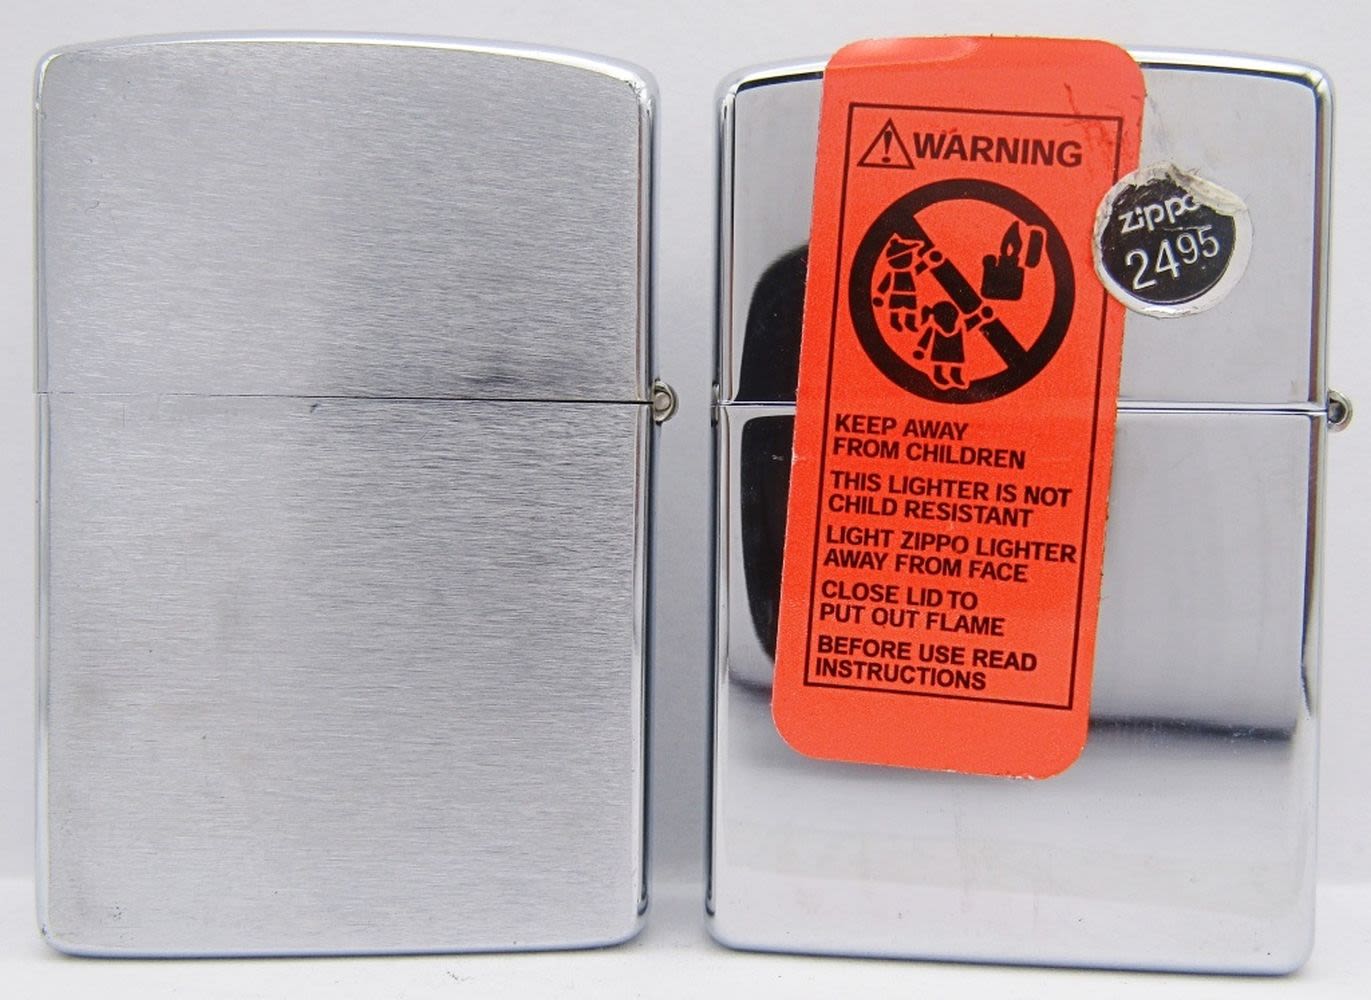 WARNING
KEEP AWAY
FROM CHILDREN
THIS LIGHTER IS NOT
CHILD RESISTANT
LIGHT ZIPPO LIGHTER
AWAY FROM FACE
CLOSE LID TO
PUT OUT FLAME
BEFORE USE READ
INSTRUCTIONS
zippo
2495